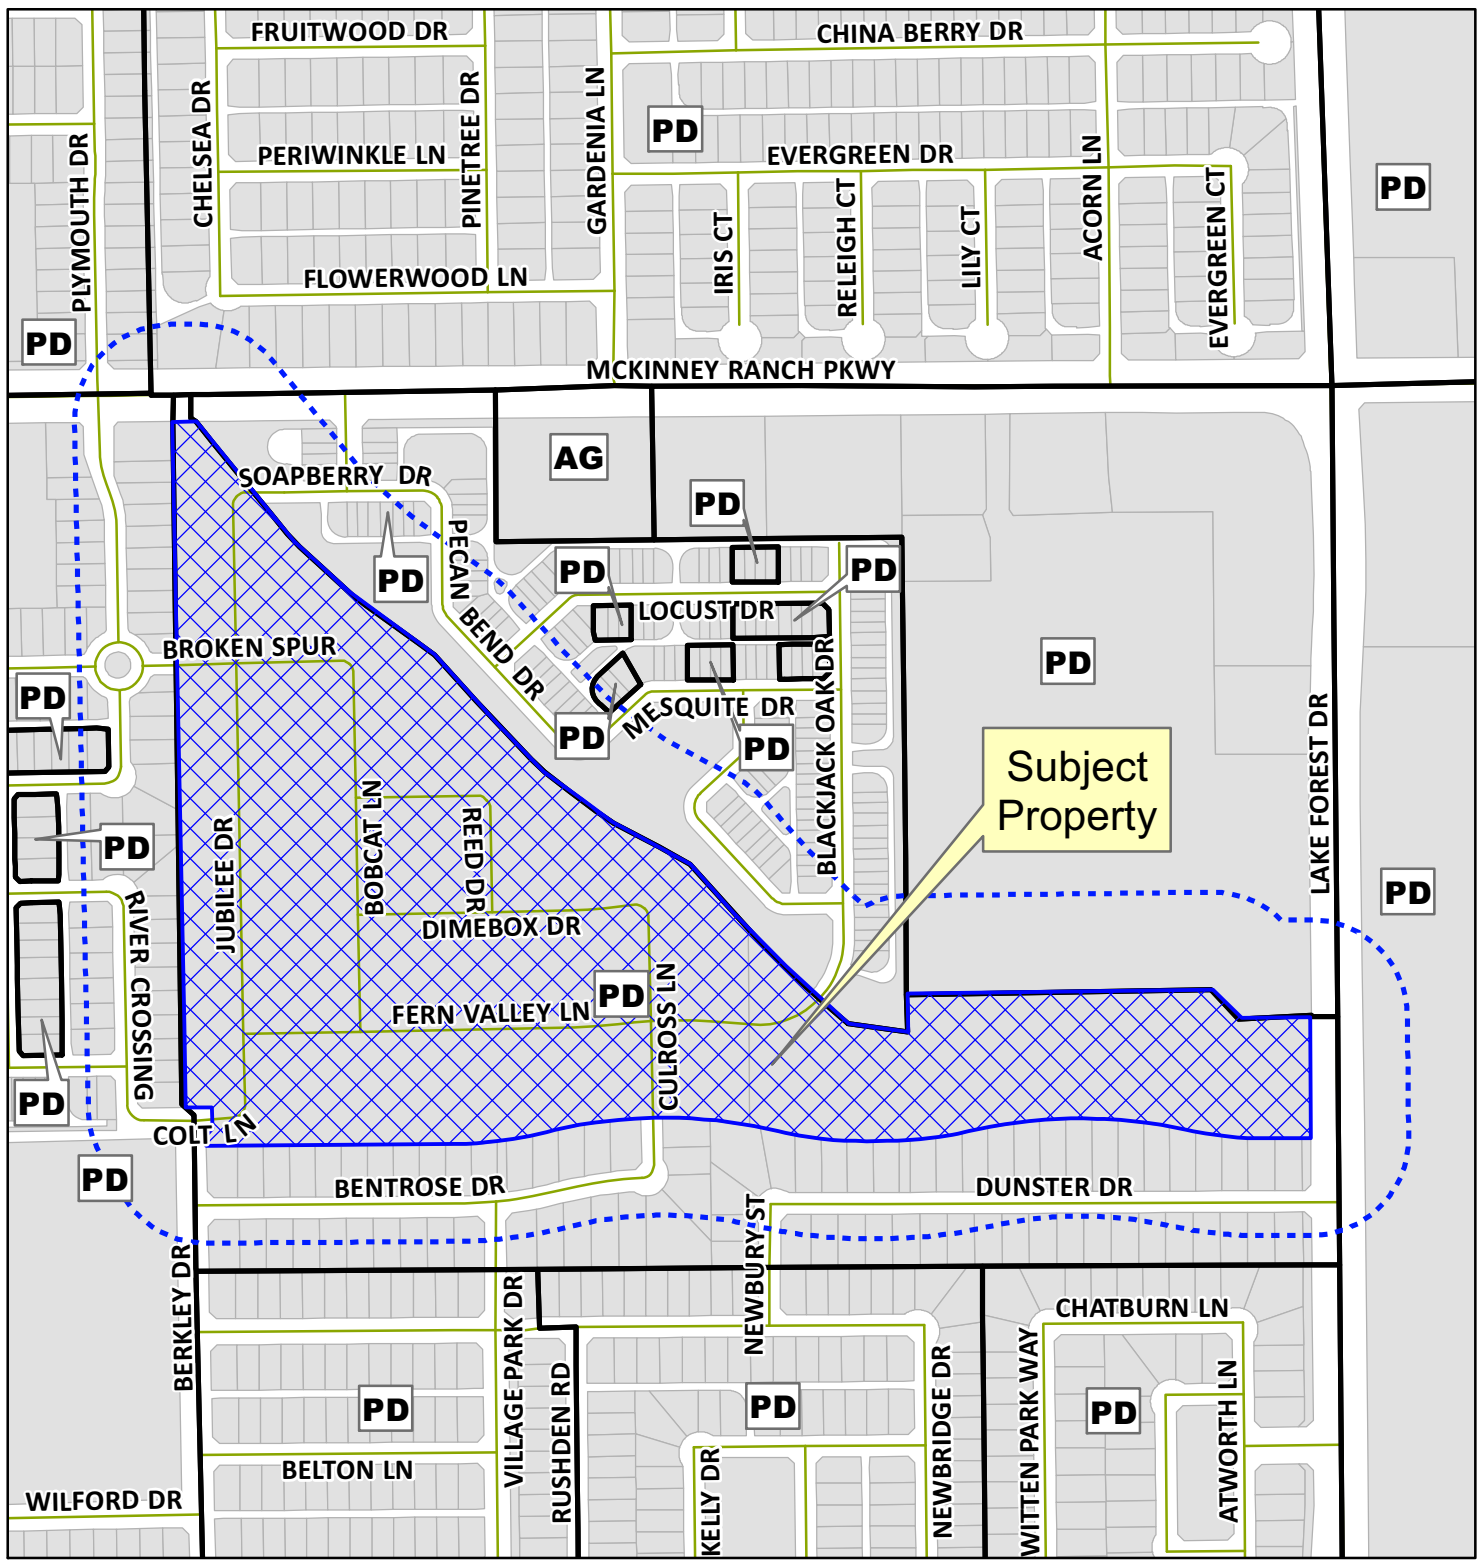 FRUITWOOD DR
CHINA BERRY DR
CHELSEA DR
PINETREE DR
GARDENIA LN
PD
PLYMOUTH DR
PERIWINKLE LN
EVERGREEN DR
ACORN LN
PD
IRIS CT
RELEIGH CT
LILY CT
EVERGREEN CT
FLOWERWOOD LN
PD
MCKINNEY RANCH PKWY
AG
SOAPBERRY DR
PD
PECAN BEND DR
PD
PD
PD
LOCUST DR
BROKEN SPUR
PD
PD
MESQUITE DR
PD
PD
BLACKJACK OAK DR
LAKE FOREST DR
Subject
Property
BOBCAT LN
REED DR
JUBILEE DR
PD
PD
RIVER CROSSING
DIMEBOX DR
PD
CULROSS LN
FERN VALLEY LN
PD
COLT LN
PD
BENTROSE DR
DUNSTER DR
NEWBURY ST
BERKLEY DR
VILLAGE PARK DR
CHATBURN LN
RUSHDEN RD
NEWBRIDGE DR
WITTEN PARK WAY
ATWORTH LN
PD
PD
PD
BELTON LN
KELLY DR
WILFORD DR